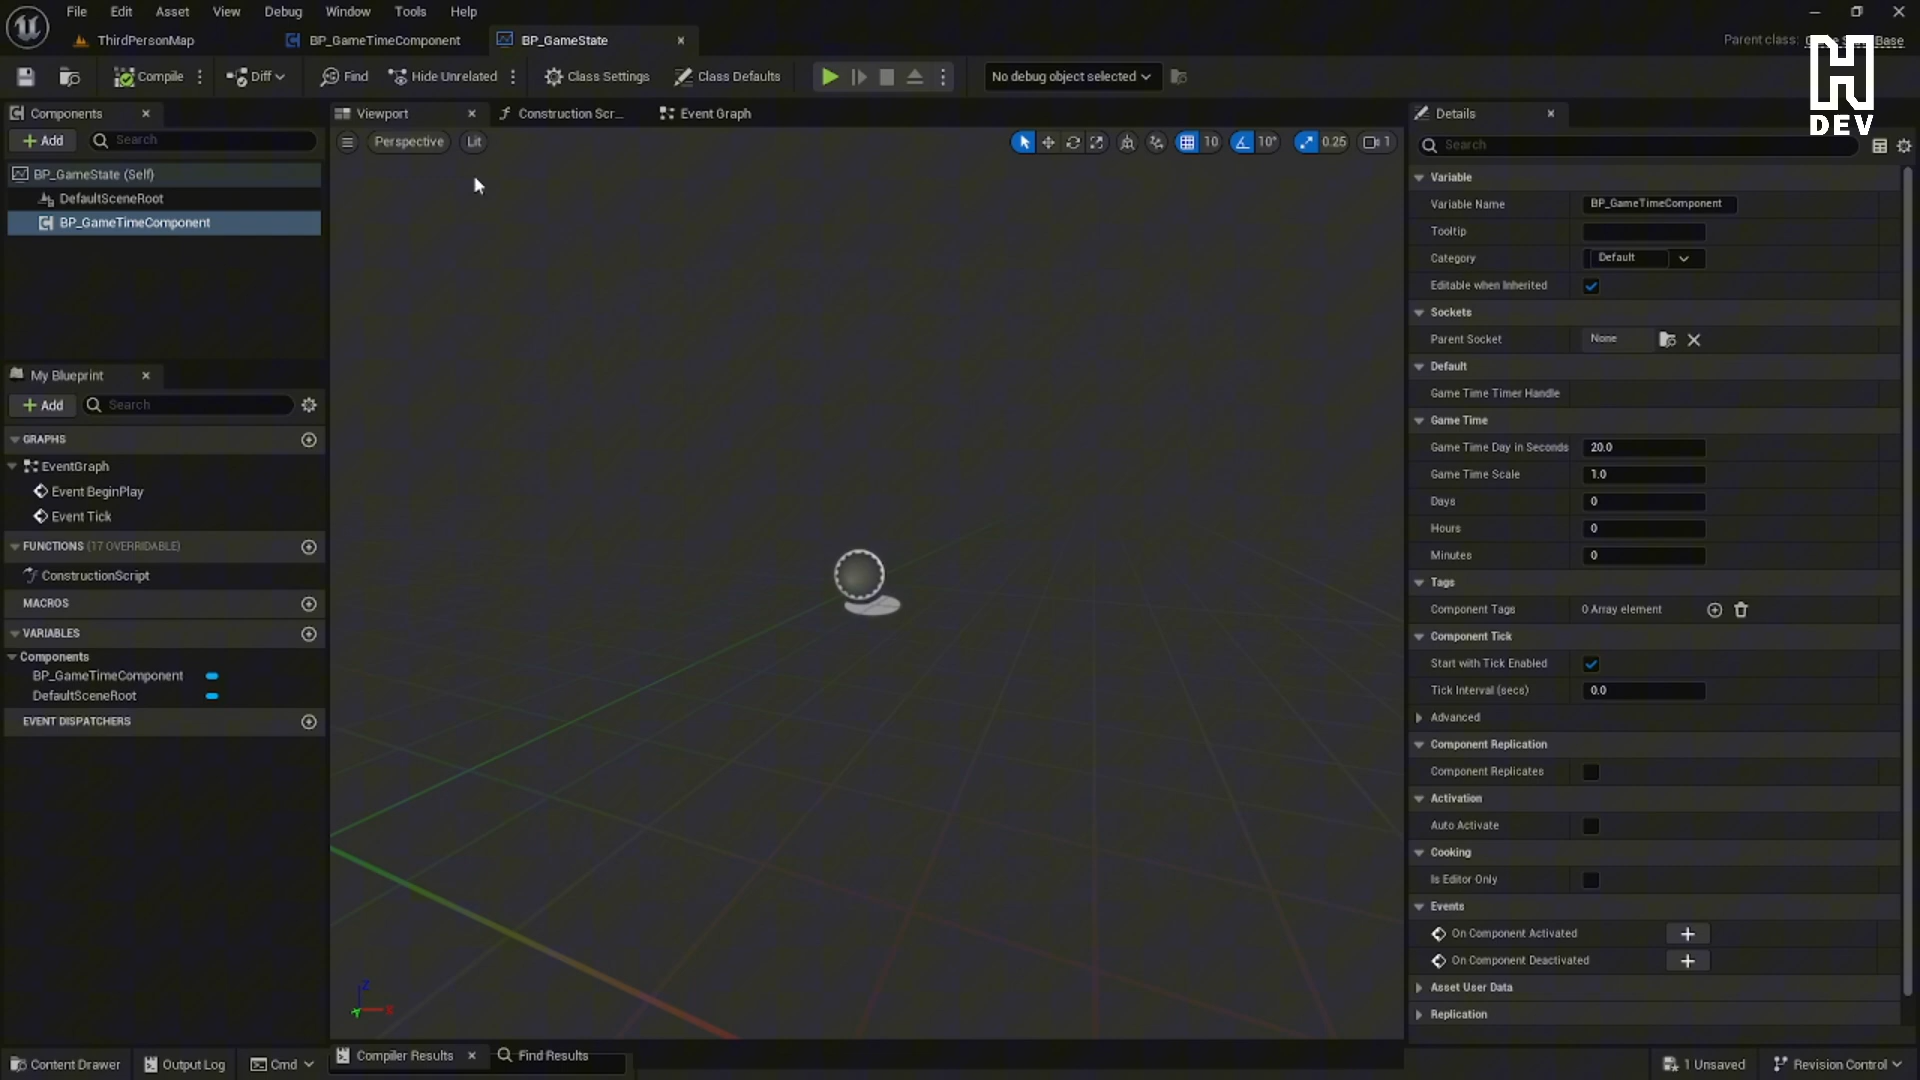 File Edit Asset View Debug Window Tools Help
ThirdPersonMap BP_GameTimeComponent BP_GameState
Parent class:
Compile Diff Find Hide Unrelated Class Settings Class Defaults No debug object selected
DEV
Components
Viewport Construction Scr... Event Graph
Details
Add Search
Perspective Lit 10 10° 0.25 1
Search
BP_GameState (Self)
DefaultSceneRoot
BP_GameTimeComponent
Variable
Variable Name BP_GameTimeComponent
Tooltip
Category Default
Editable when Inherited
Sockets
Parent Socket None
Default
Game Time Timer Handle
Game Time
Game Time Day in Seconds 20.0
Game Time Scale 1.0
Days 0
Hours 0
Minutes 0
Tags
Component Tags 0 Array element
Component Tick
Start with Tick Enabled
Tick Interval (secs) 0.0
Advanced
Component Replication
Component Replicates
Activation
Auto Activate
Cooking
Is Editor Only
Events
On Component Activated
On Component Deactivated
Asset User Data
Replication
My Blueprint
Add Search
GRAPHS
EventGraph
Event BeginPlay
Event Tick
FUNCTIONS (17 OVERRIDABLE)
ConstructionScript
MACROS
VARIABLES
Components
BP_GameTimeComponent
DefaultSceneRoot
EVENT DISPATCHERS
Z
X
Compiler Results Find Results
Content Drawer Output Log Cmd
1 Unsaved Revision Control